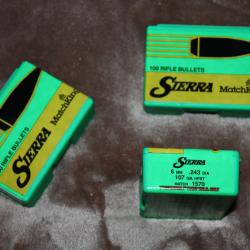 100 RIFLE BULLETS
SIERRA
MatchKing
100 RIFLE BULLETS
SIERRA
MatchKing
SIERRA
6 MM .243 DIA
107 GR. HPBT
MATCH 1570